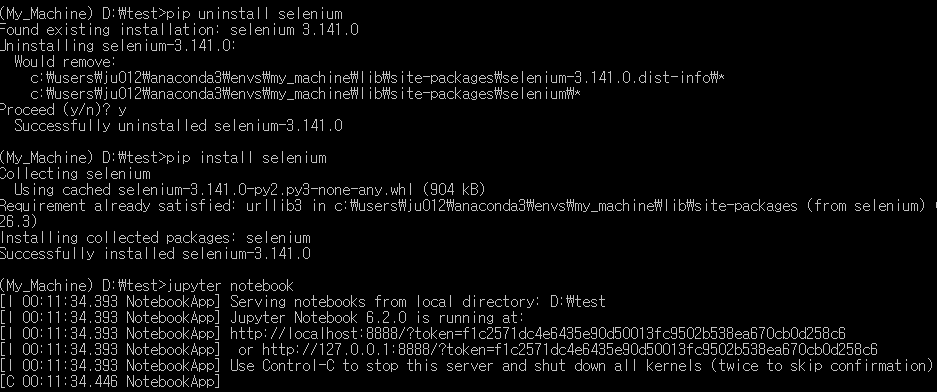 (My_Machine) D:₩test>pip uninstall selenium
Found existing installation: selenium 3.141.0
Uninstalling selenium-3.141.0:
  Would remove:
    c:₩users₩ju012₩anaconda3₩envs₩my_machine₩lib₩site-packages₩selenium-3.141.0.dist-info₩*
    c:₩users₩ju012₩anaconda3₩envs₩my_machine₩lib₩site-packages₩selenium₩*
Proceed (y/n)? y
  Successfully uninstalled selenium-3.141.0
(My_Machine) D:₩test>pip install selenium
Collecting selenium
  Using cached selenium-3.141.0-py2.py3-none-any.whl (904 kB)
Requirement already satisfied: urllib3 in c:₩users₩ju012₩anaconda3₩envs₩my_machine₩lib₩site-packages (from selenium) (
26.3)
Installing collected packages: selenium
Successfully installed selenium-3.141.0
(My_Machine) D:₩test>jupyter notebook
[I 00:11:34.393 NotebookApp] Serving notebooks from local directory: D:₩test
[I 00:11:34.393 NotebookApp] Jupyter Notebook 6.2.0 is running at:
[I 00:11:34.393 NotebookApp] http://localhost:8888/?token=f1c2571dc4e6435e90d50013fc9502b538ea670cb0d258c6
[I 00:11:34.393 NotebookApp]  or http://127.0.0.1:8888/?token=f1c2571dc4e6435e90d50013fc9502b538ea670cb0d258c6
[I 00:11:34.393 NotebookApp] Use Control-C to stop this server and shut down all kernels (twice to skip confirmation)
[C 00:11:34.446 NotebookApp]